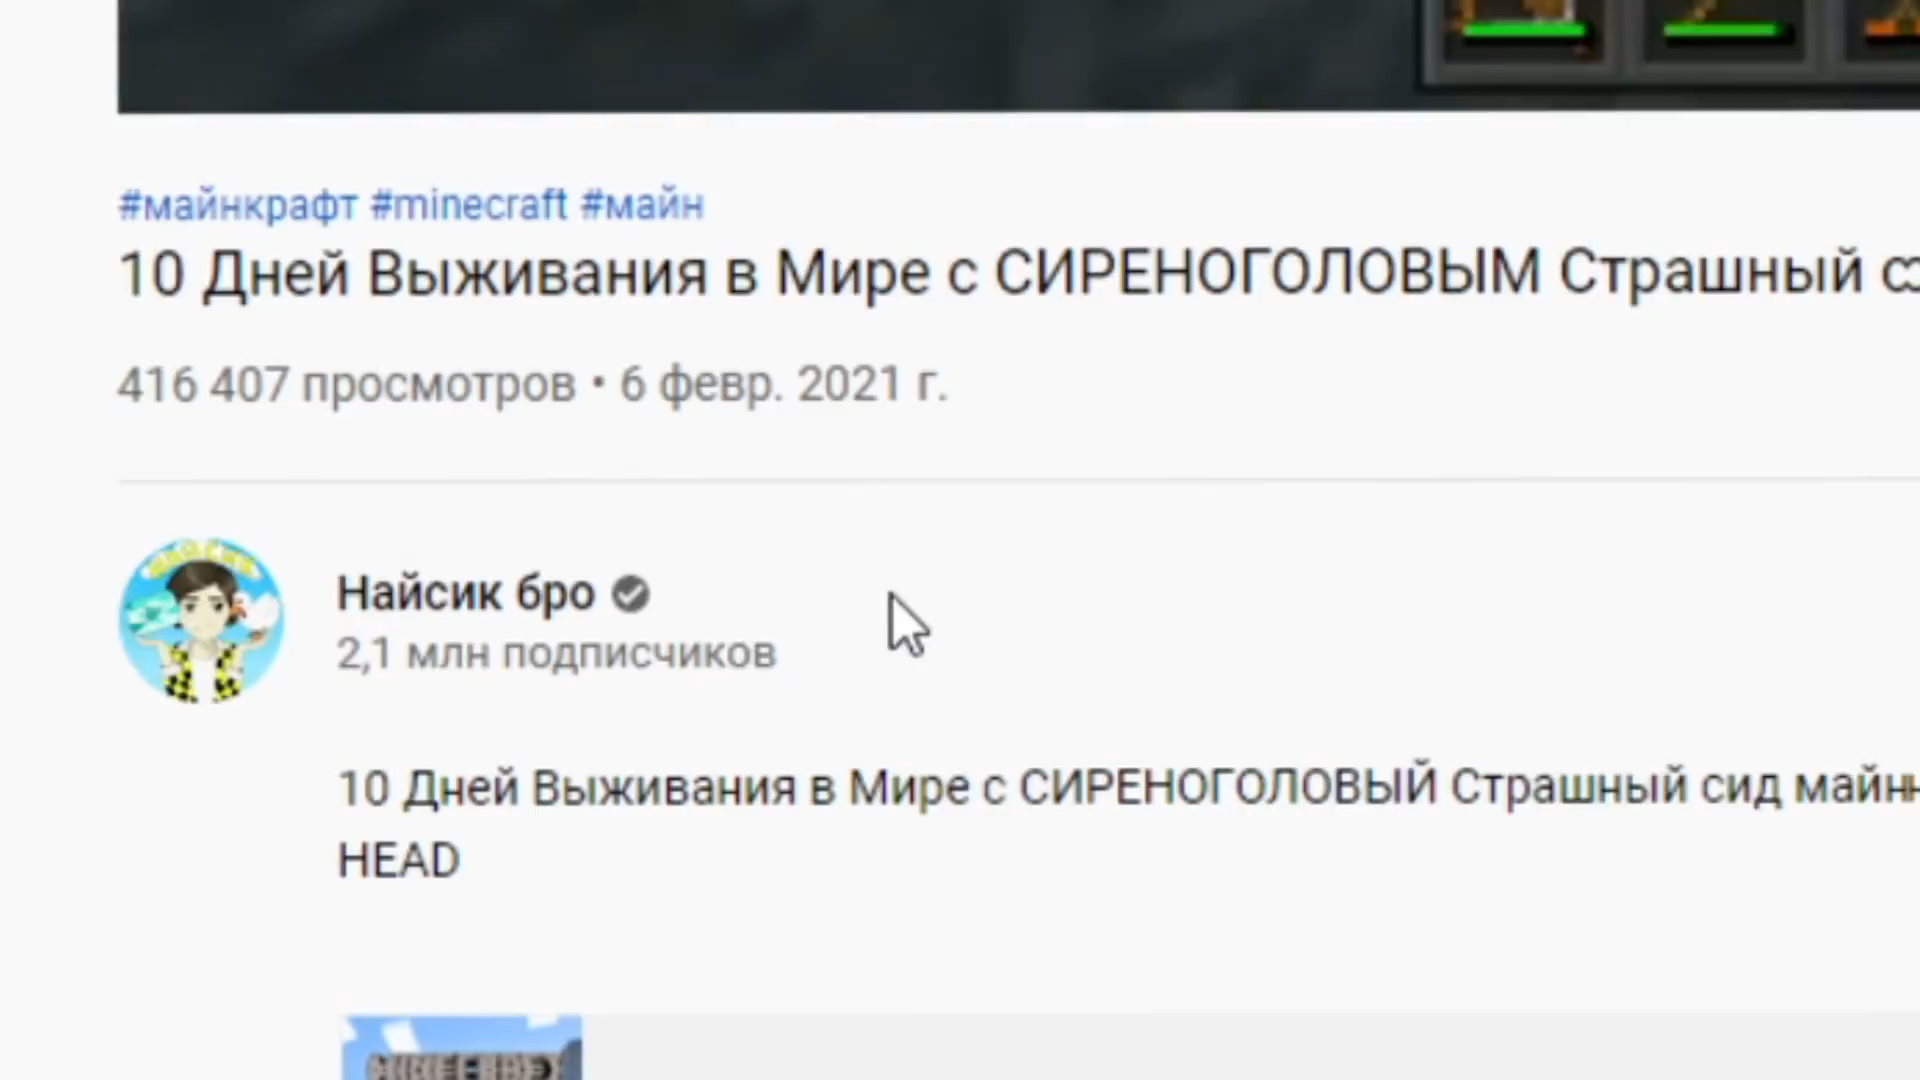 #майнкрафт #minecraft #майн
10 Дней Выживания в Мире с СИРЕНОГОЛОВЫМ Страшный
416 407 просмотров • 6 февр. 2021 г.
Найсик бро
2,1 млн подписчиков
10 Дней Выживания в Мире с СИРЕНОГОЛОВЫЙ Страшный сид
HEAD